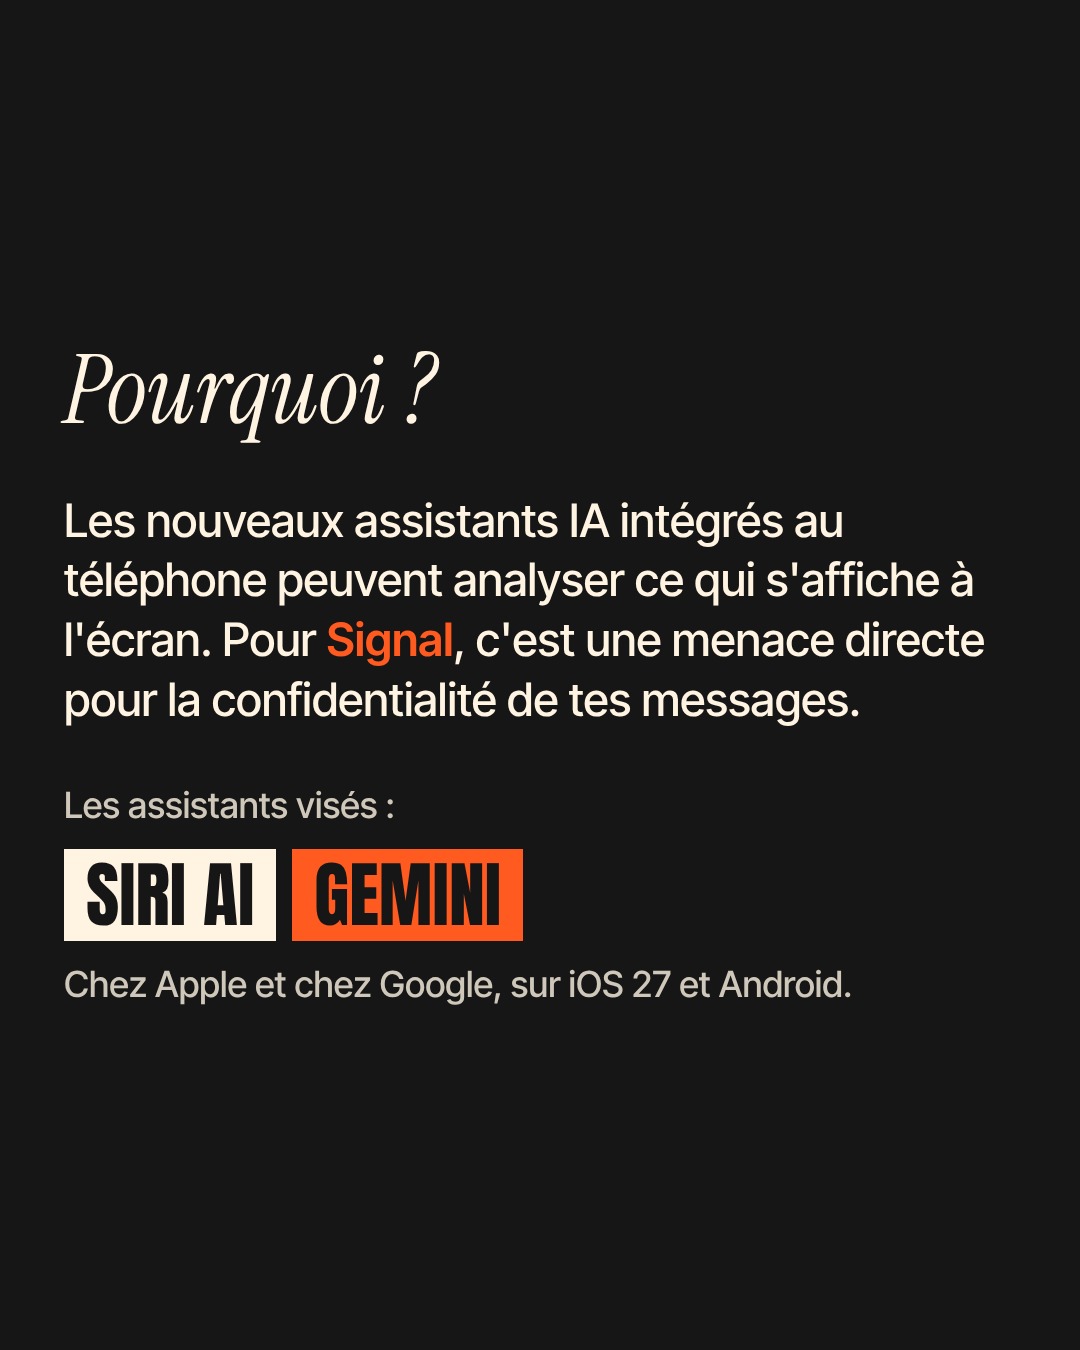 Pourquoi ?
Les nouveaux assistants IA intégrés au
téléphone peuvent analyser ce qui s'affiche à
l'écran. Pour Signal, c'est une menace directe
pour la confidentialité de tes messages.
Les assistants visés :
SIRI AI GEMINI
Chez Apple et chez Google, sur iOS 27 et Android.